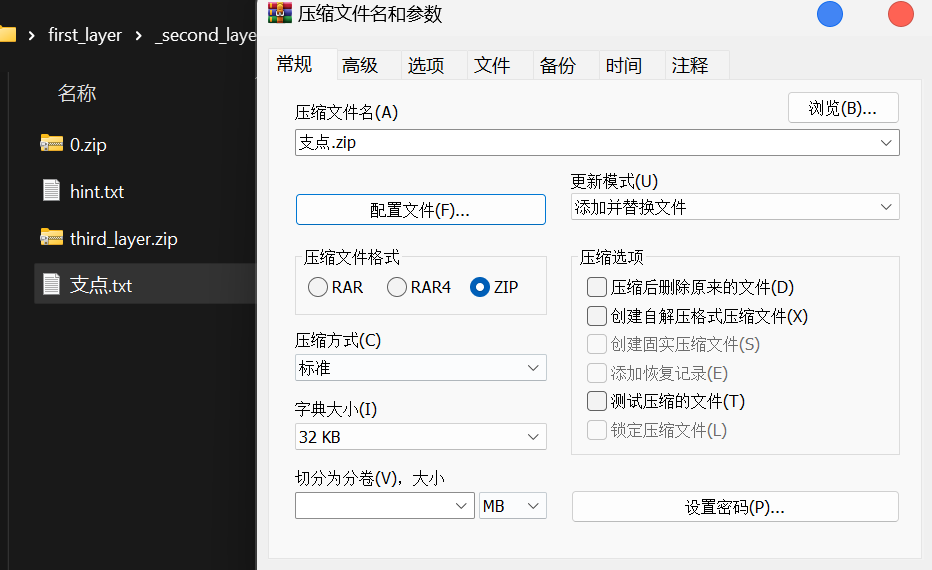 first_layer › _second_laye
名称
0.zip
hint.txt
third_layer.zip
支点.txt
压缩文件名和参数
常规 高级 选项 文件 备份 时间 注释
压缩文件名(A)
浏览(B)...
支点.zip
配置文件(F)...
更新模式(U)
添加并替换文件
压缩文件格式
RAR RAR4 ZIP
压缩方式(C)
标准
字典大小(I)
32 KB
切分为分卷(V)，大小
MB
压缩选项
压缩后删除原来的文件(D)
创建自解压格式压缩文件(X)
创建固实压缩文件(S)
添加恢复记录(E)
测试压缩的文件(T)
锁定压缩文件(L)
设置密码(P)...